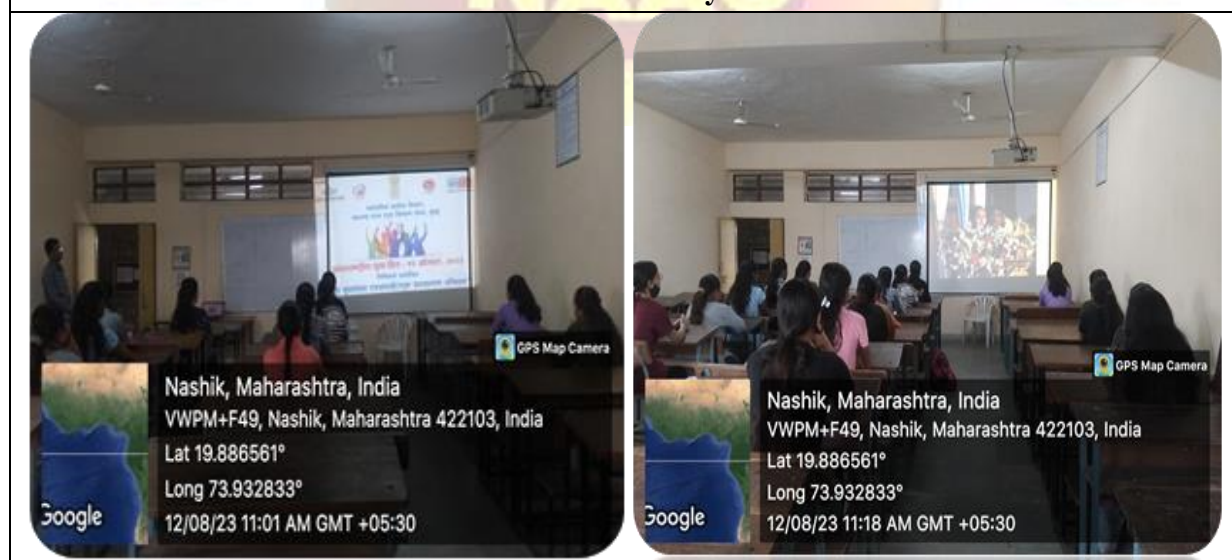 GPS Map Camera
Nashik, Maharashtra, India
VWPM+F49, Nashik, Maharashtra 422103, India
Lat 19.886561°
Long 73.932833°
12/08/23 11:01 AM GMT +05:30
Google
GPS Map Camera
Nashik, Maharashtra, India
VWPM+F49, Nashik, Maharashtra 422103, India
Lat 19.886561°
Long 73.932833°
12/08/23 11:18 AM GMT +05:30
Google